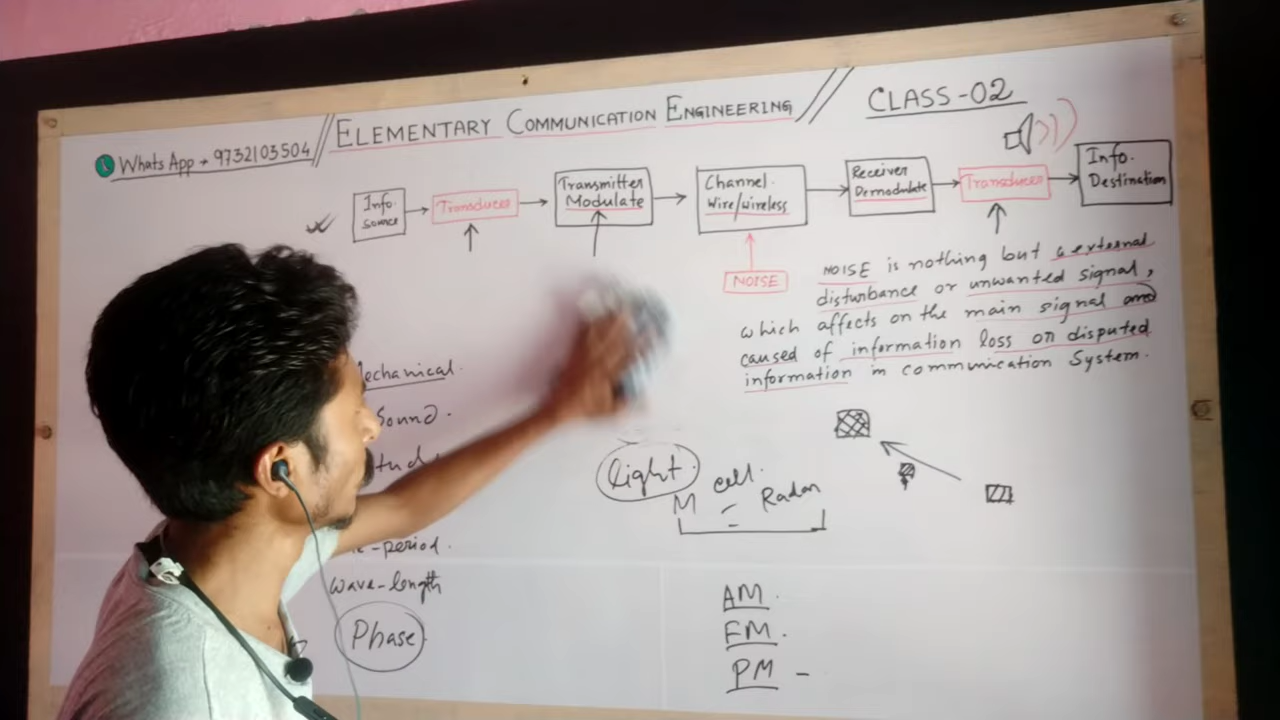 WhatsApp → 9732103504 // ELEMENTARY COMMUNICATION ENGINEERING // CLASS-02
Info. source
Transducer
Transmitter Modulate
Channel. Wire/wireless
Receiver Demodulate
Transducer
Info. Destination
NOISE
NOISE is nothing but a external
disturbance or unwanted signal,
which affects on the main signal and
caused of information loss or disputed
information in communication System.
Mechanical.
Sound.
light.
M cell. Radar
-period.
wave-length
Phase
AM.
FM.
PM -